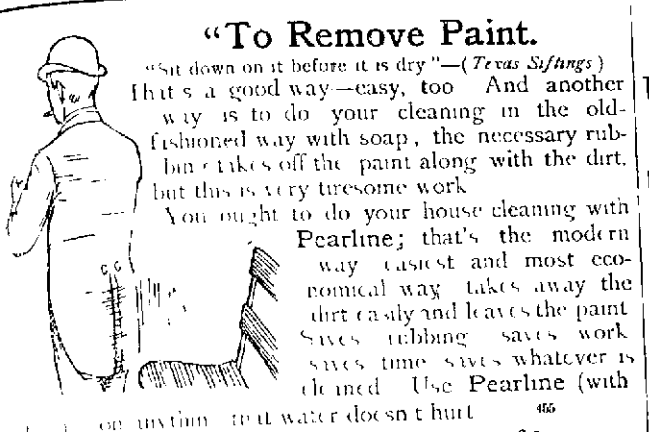 “To Remove Paint.
“Sit down on it before it is dry”—(Texas Siftings)
That's a good way—easy, too And another
way is to do your cleaning in the old-
fashioned way with soap, the necessary rub-
bing takes off the paint along with the dirt,
but this is very tiresome work
You ought to do your house cleaning with
Pearline; that's the modern
way easiest and most eco-
nomical way takes away the
dirt easily and leaves the paint
Saves rubbing saves work
saves time saves whatever is
cleaned Use Pearline (with
on anything that water doesn't hurt 455